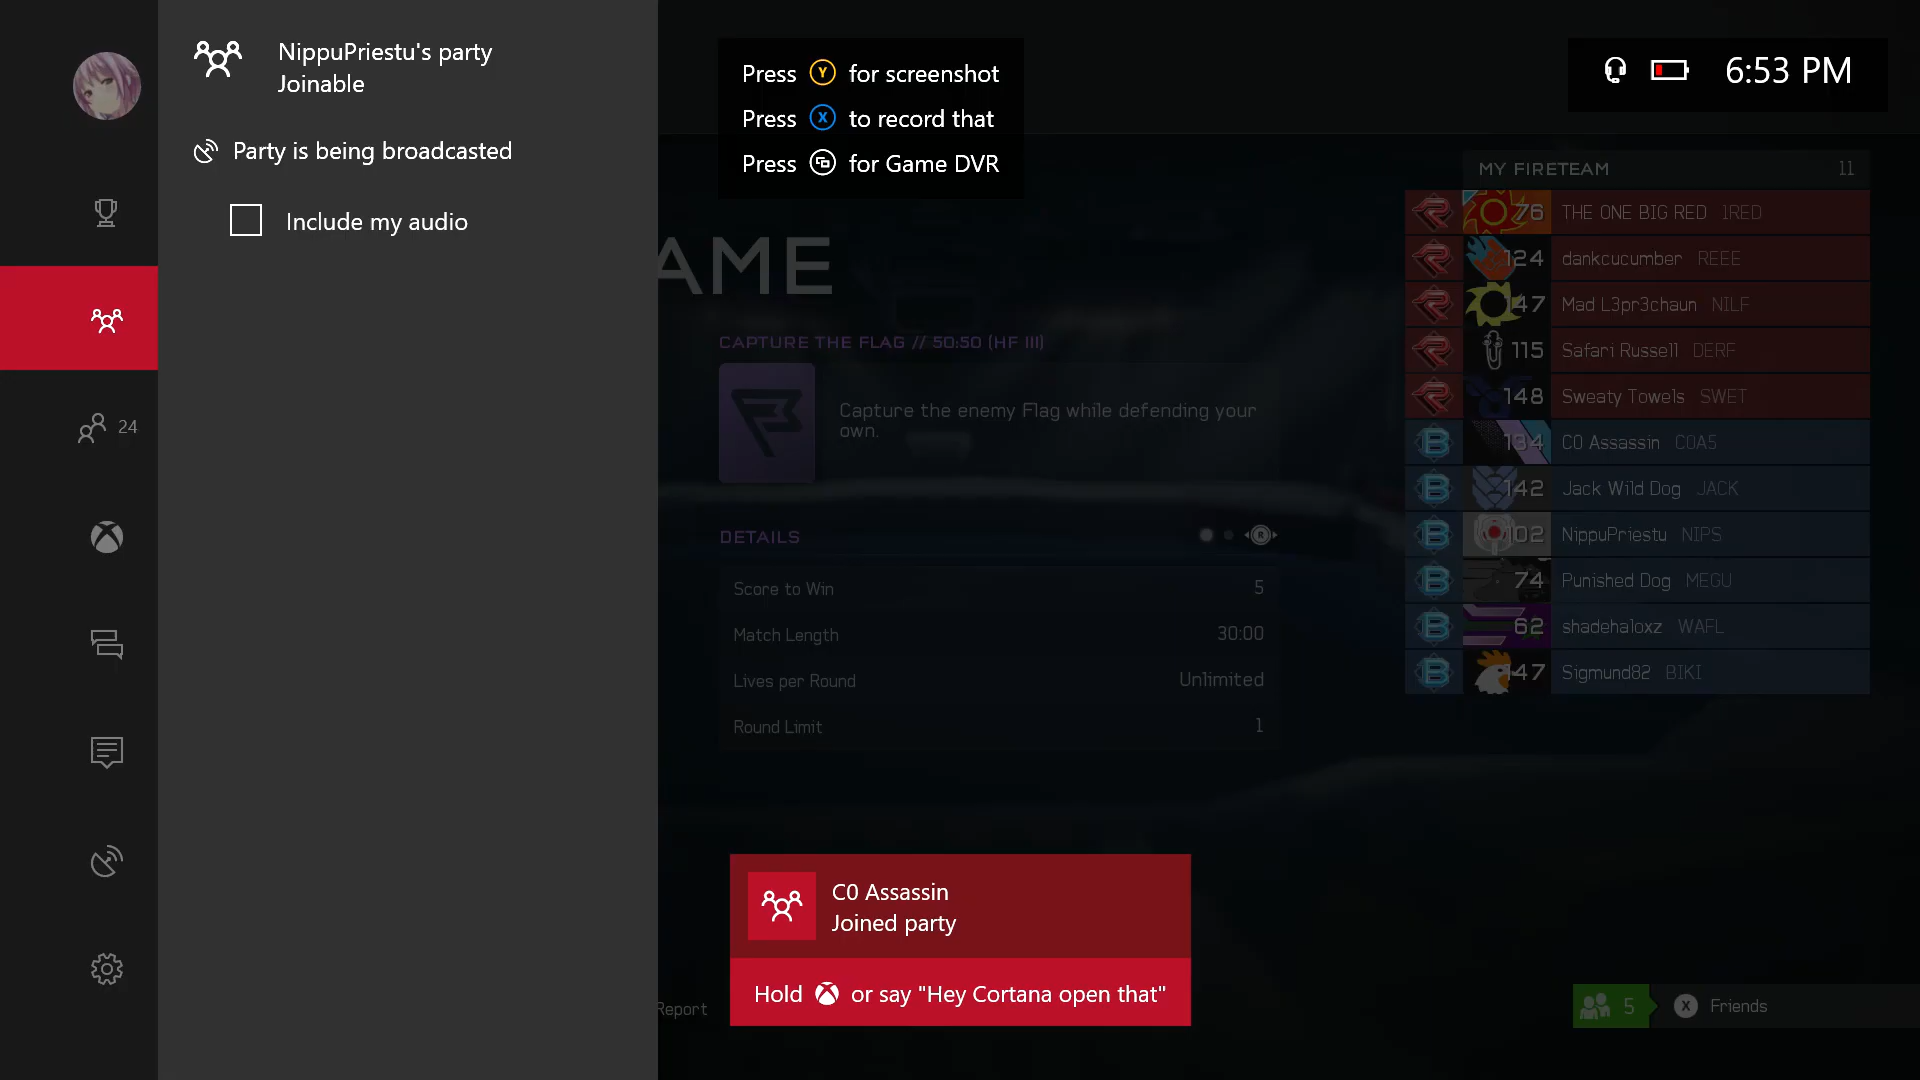 NippuPriestu's party
Joinable
Party is being broadcasted
Include my audio
24
Press Y for screenshot
Press X to record that
Press for Game DVR
6:53 PM
AME
CAPTURE THE FLAG // 50:50 (HF III)
Capture the enemy Flag while defending your
own.
DETAILS
R
Score to Win 5
Match Length 30:00
Lives per Round Unlimited
Round Limit 1
MY FIRETEAM 11
R 76 THE ONE BIG RED 1RED
R 124 dankcucumber REEE
R 147 Mad L3pr3chaun NILF
R 115 Safari Russell DERF
R 148 Sweaty Towels SWET
B 134 C0 Assassin C0A5
B 142 Jack Wild Dog JACK
B 102 NippuPriestu NIPS
B 74 Punished Dog MEGU
B 62 shadehaloxz WAFL
B 147 Sigmund82 BIKI
C0 Assassin
Joined party
Hold or say "Hey Cortana open that"
Report
5 X Friends